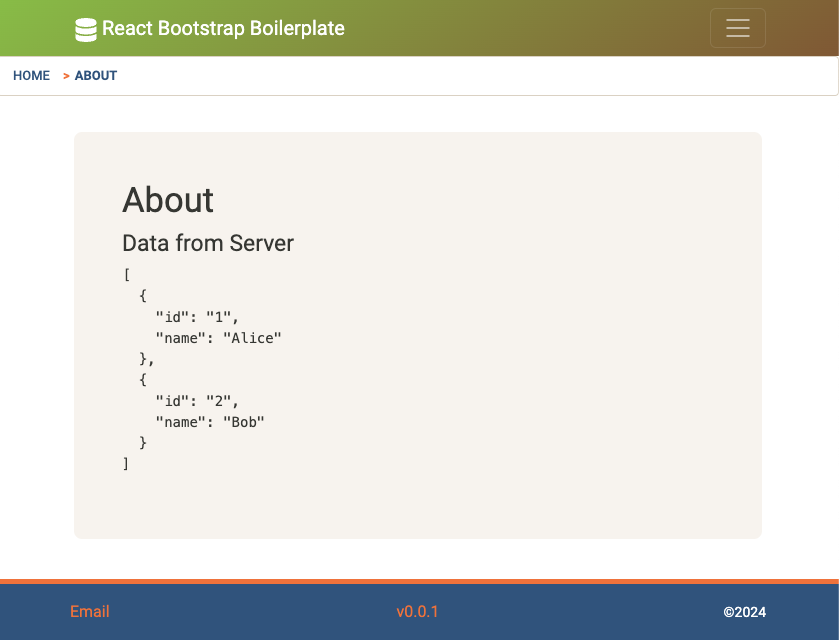 React Bootstrap Boilerplate
HOME > ABOUT
About
Data from Server
[
  {
    "id": "1",
    "name": "Alice"
  },
  {
    "id": "2",
    "name": "Bob"
  }
]
Email v0.0.1 ©2024